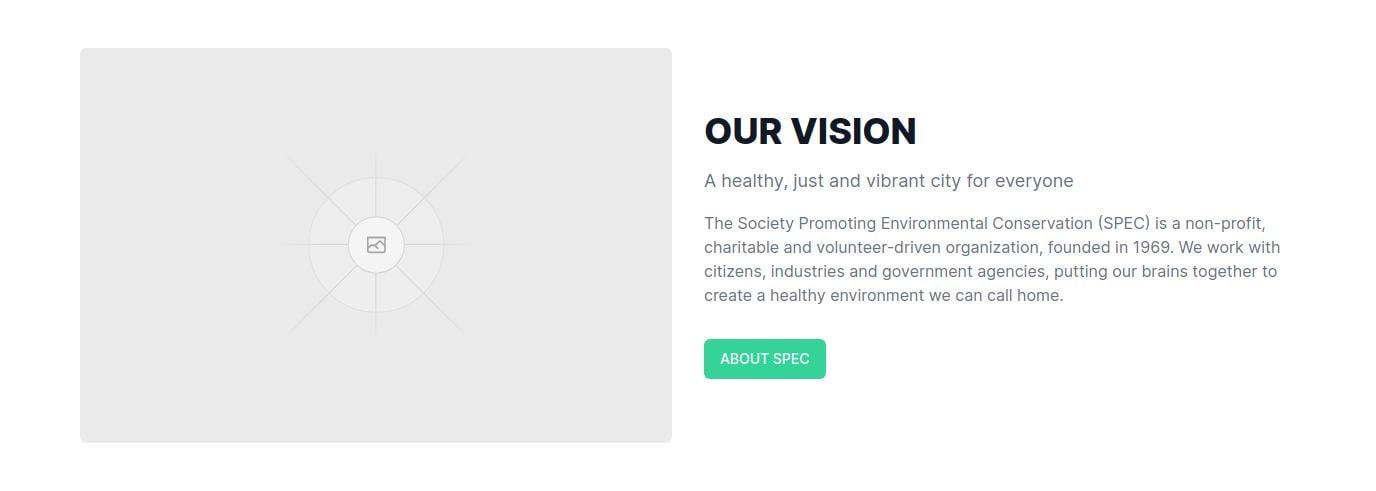 OUR VISION
A healthy, just and vibrant city for everyone
The Society Promoting Environmental Conservation (SPEC) is a non-profit,
charitable and volunteer-driven organization, founded in 1969. We work with
citizens, industries and government agencies, putting our brains together to
create a healthy environment we can call home.
ABOUT SPEC